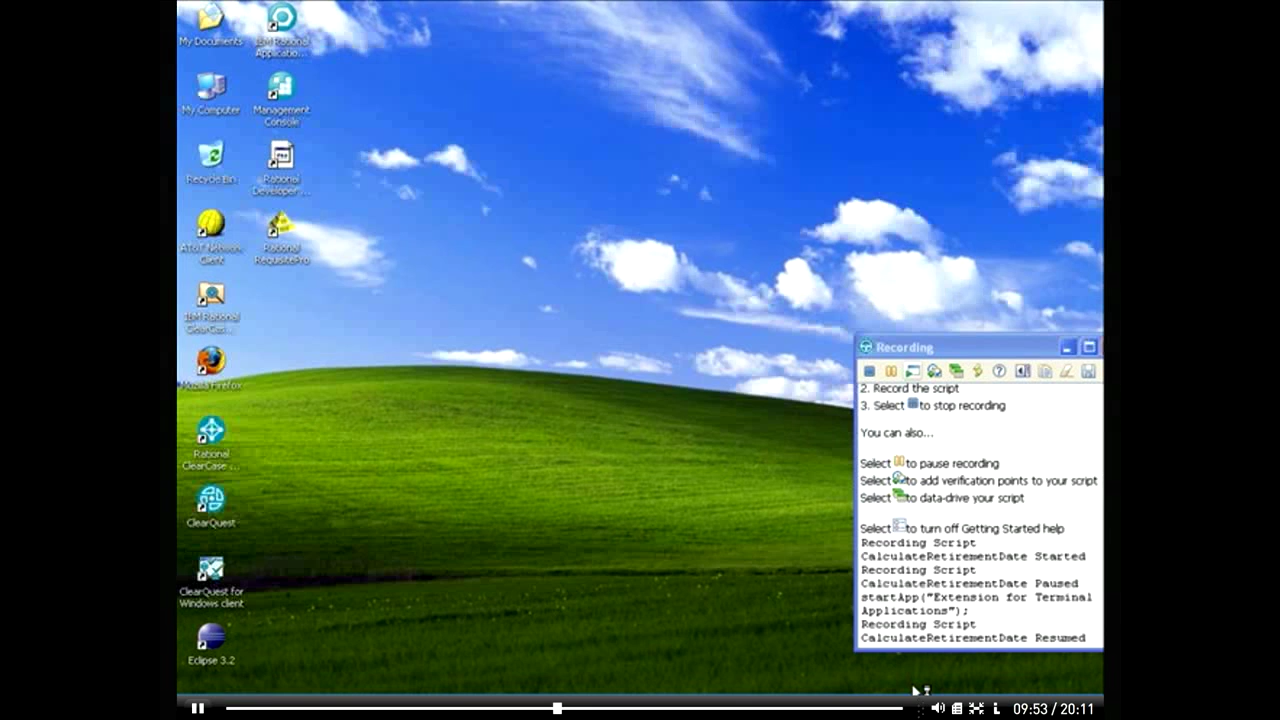 My Documents
IBM Rational
Applicatio...
My Computer
Management
Console
Recycle Bin
Rational
Developer ...
AT&T Network
Client
Rational
RequisitePro
IBM Rational
ClearCas...
Mozilla Firefox
Rational
ClearCase ...
ClearQuest
ClearQuest for
Windows client
Eclipse 3.2
Recording
2. Record the script
3. Select to stop recording
You can also...
Select to pause recording
Select to add verification points to your script
Select to data-drive your script
Select to turn off Getting Started help
Recording Script
CalculateRetirementDate Started
Recording Script
CalculateRetirementDate Paused
startApp("Extension for Terminal
Applications");
Recording Script
CalculateRetirementDate Resumed
09:53 / 20:11